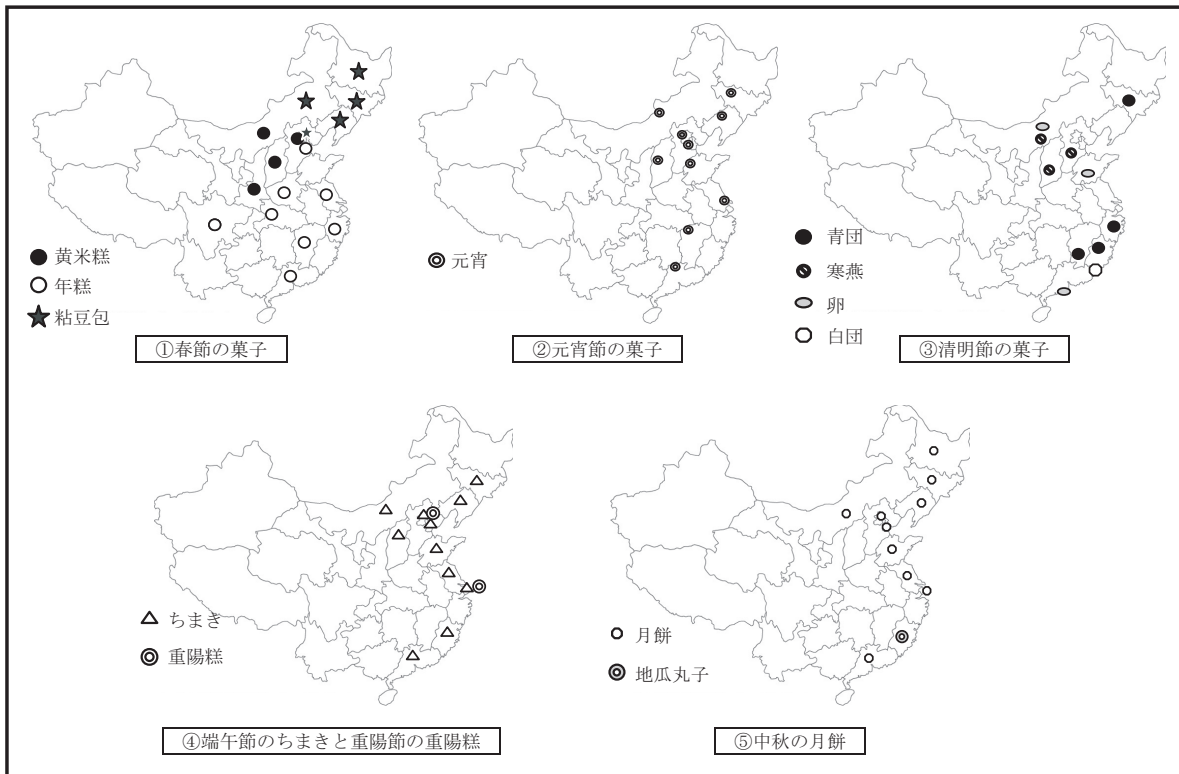 黄米糕
年糕
粘豆包
①春節の菓子
元宵
②元宵節の菓子
青団
寒燕
卵
白団
③清明節の菓子
ちまき
重陽糕
④端午節のちまきと重陽節の重陽糕
月餅
地瓜丸子
⑤中秋の月餅